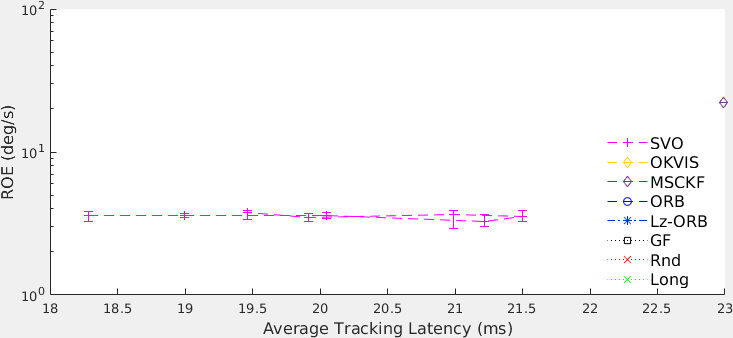 10²
10¹
10⁰
ROE (deg/s)
SVO
OKVIS
MSCKF
ORB
Lz-ORB
GF
Rnd
Long
18 18.5 19 19.5 20 20.5 21 21.5 22 22.5 23
Average Tracking Latency (ms)